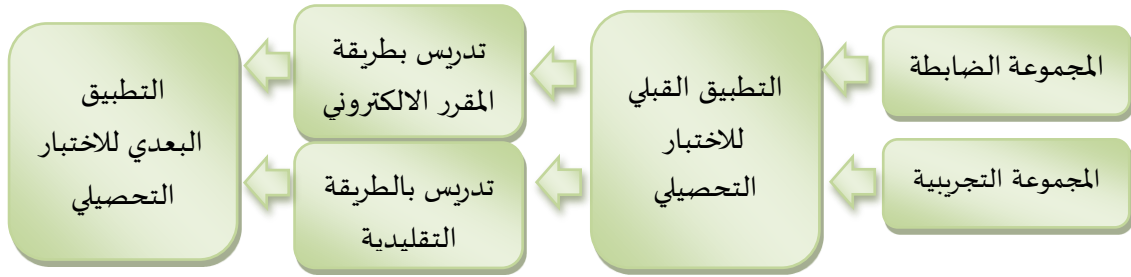 المجموعة الضابطة
المجموعة التجريبية
التطبيق القبلي
للاختبار
التحصيلي
تدريس بطريقة
المقرر الالكتروني
تدريس بالطريقة
التقليدية
التطبيق
البعدي للاختبار
التحصيلي